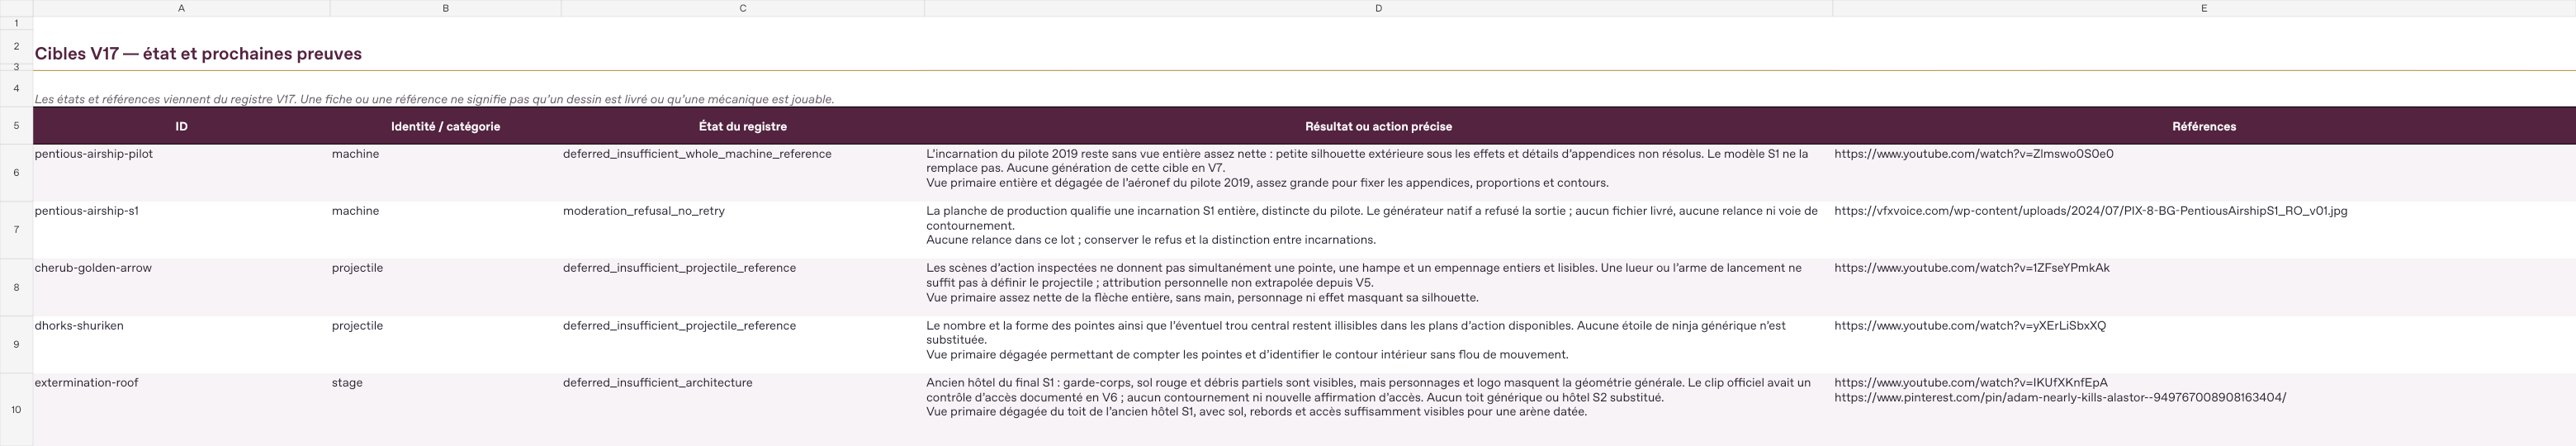 A B C D E
1
2 Cibles V17 — état et prochaines preuves
3
4 Les états et références viennent du registre V17. Une fiche ou une référence ne signifie pas qu'un dessin est livré ou qu'une mécanique est jouable.
5 ID Identité / catégorie État du registre Résultat ou action précise Références
pentious-airship-pilot machine deferred_insufficient_whole_machine_reference L'incarnation du pilote 2019 reste sans vue entière assez nette : petite silhouette extérieure sous les effets et détails d'appendices non résolus. Le modèle S1 ne la https://www.youtube.com/watch?v=Zlmswo0S0e0
6 remplace pas. Aucune génération de cette cible en V7.
Vue primaire entière et dégagée de l'aéronef du pilote 2019, assez grande pour fixer les appendices, proportions et contours.
pentious-airship-s1 machine moderation_refusal_no_retry La planche de production qualifie une incarnation S1 entière, distincte du pilote. Le générateur natif a refusé la sortie ; aucun fichier livré, aucune relance ni voie de https://vfxvoice.com/wp-content/uploads/2024/07/PIX-8-BG-PentiousAirshipS1_RO_v01.jpg
7 contournement.
Aucune relance dans ce lot ; conserver le refus et la distinction entre incarnations.
cherub-golden-arrow projectile deferred_insufficient_projectile_reference Les scènes d'action inspectées ne donnent pas simultanément une pointe, une hampe et un empennage entiers et lisibles. Une lueur ou l'arme de lancement ne https://www.youtube.com/watch?v=1ZFseYPmkAk
8 suffit pas à définir le projectile ; attribution personnelle non extrapolée depuis V5.
Vue primaire assez nette de la flèche entière, sans main, personnage ni effet masquant sa silhouette.
dhorks-shuriken projectile deferred_insufficient_projectile_reference Le nombre et la forme des pointes ainsi que l'éventuel trou central restent illisibles dans les plans d'action disponibles. Aucune étoile de ninja générique n'est https://www.youtube.com/watch?v=yXErLiSbxXQ
9 substituée.
Vue primaire dégagée permettant de compter les pointes et d'identifier le contour intérieur sans flou de mouvement.
extermination-roof stage deferred_insufficient_architecture Ancien hôtel du final S1 : garde-corps, sol rouge et débris partiels sont visibles, mais personnages et logo masquent la géométrie générale. Le clip officiel avait un https://www.youtube.com/watch?v=IKUfXKnfEpA
contrôle d'accès documenté en V6 ; aucun contournement ni nouvelle affirmation d'accès. Aucun toit générique ou hôtel S2 substitué. https://www.pinterest.com/pin/adam-nearly-kills-alastor--949767008908163404/
10 Vue primaire dégagée du toit de l'ancien hôtel S1, avec sol, rebords et accès suffisamment visibles pour une arène datée.